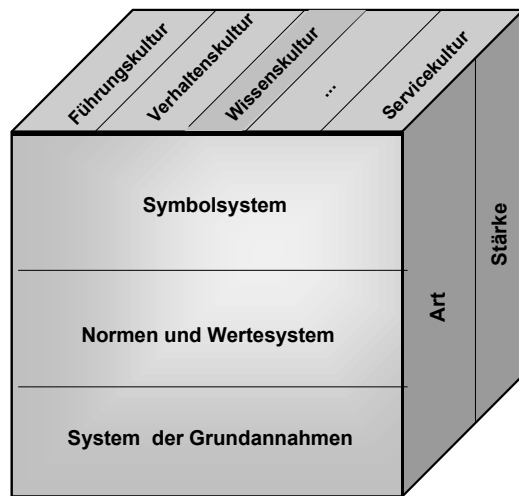 Führungskultur
Verhaltenskultur
Wissenskultur
...
Servicekultur
Symbolsystem
Normen und Wertesystem
System der Grundannahmen
Art
Stärke